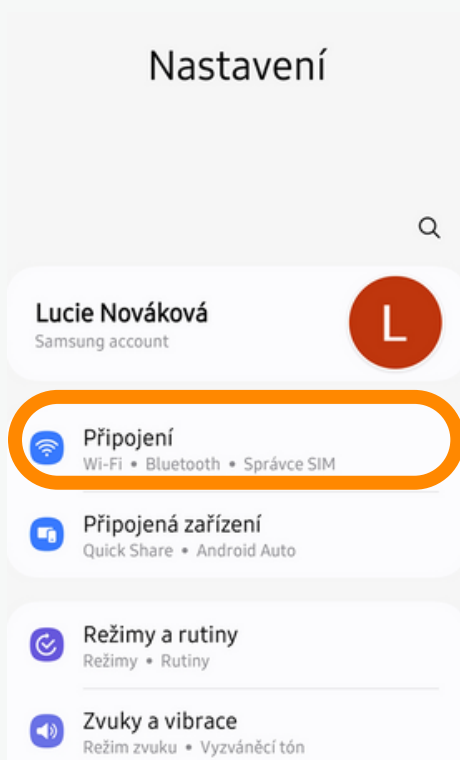 Nastavení
Lucie Nováková
Samsung account
L
Připojení
Wi-Fi • Bluetooth • Správce SIM
Připojená zařízení
Quick Share • Android Auto
Režimy a rutiny
Režimy • Rutiny
Zvuky a vibrace
Režim zvuku • Vyzváněcí tón